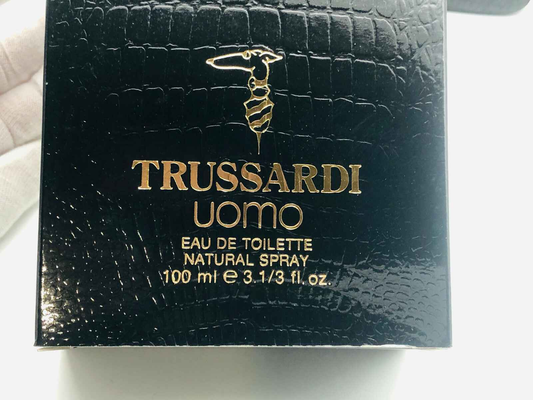 TRUSSARDI
uomo
EAU DE TOILETTE
NATURAL SPRAY
100 ml e 3.1/3 fl. oz.